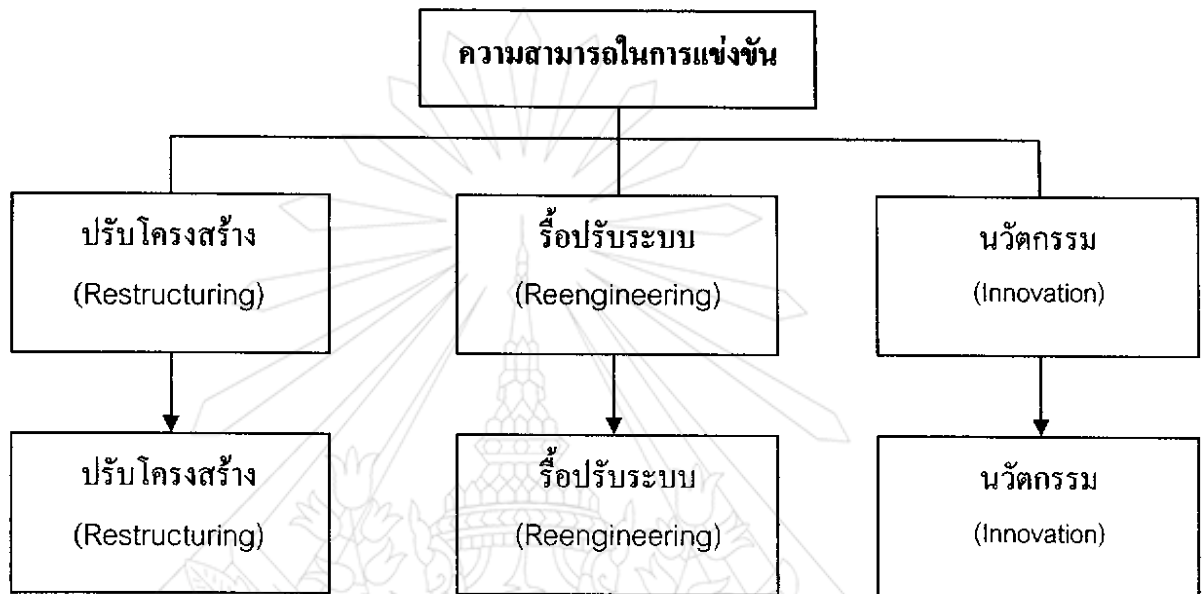 ความสามารถในการแข่งขัน
ปรับโครงสร้าง
(Restructuring)
รื้อปรับระบบ
(Reengineering)
นวัตกรรม
(Innovation)
ปรับโครงสร้าง
(Restructuring)
รื้อปรับระบบ
(Reengineering)
นวัตกรรม
(Innovation)